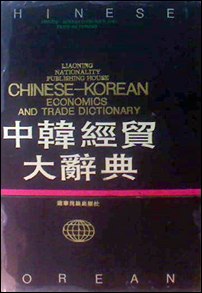 HINESE
LIAONING
NATIONALITY
PUBLISHING HOUSE
CHINESE–KOREAN
ECONOMICS
AND TRADE DICTIONARY
中韓經貿
大辭典
OREAN